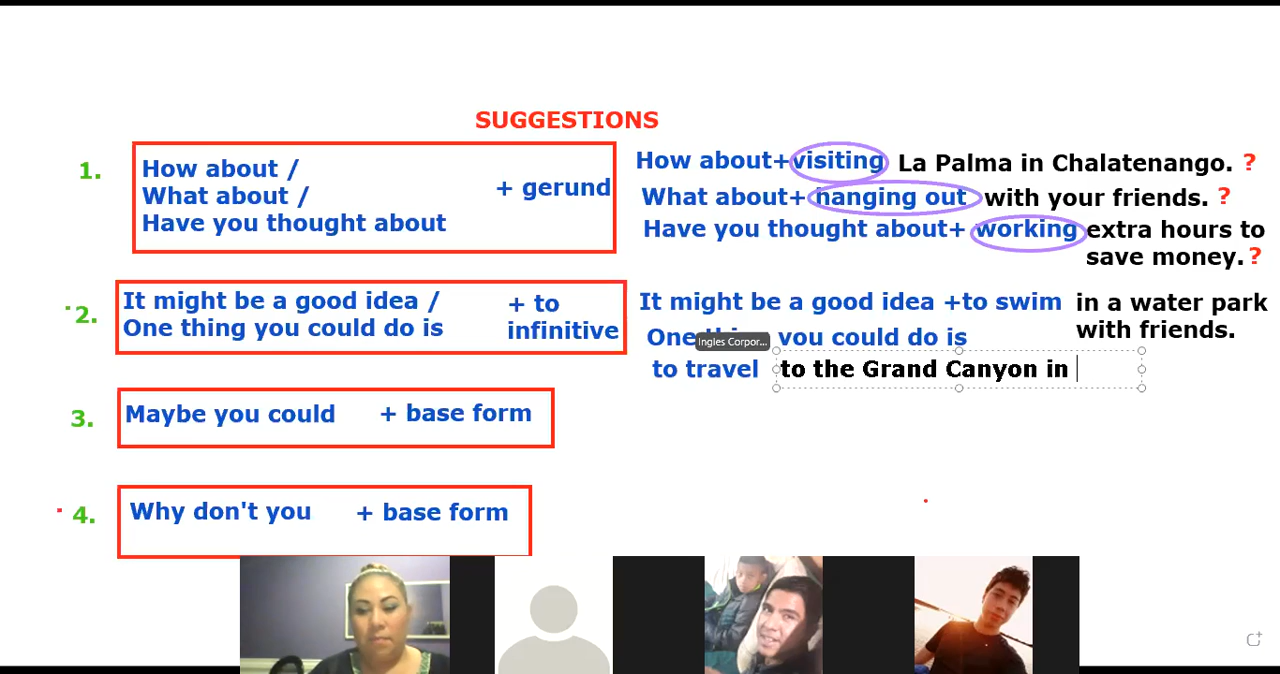 SUGGESTIONS
1.
How about /
What about /
Have you thought about
+ gerund
How about+ visiting La Palma in Chalatenango. ?
What about+ hanging out with your friends. ?
Have you thought about+ working extra hours to
save money. ?
2.
It might be a good idea /
One thing you could do is
+ to
infinitive
It might be a good idea +to swim in a water park
with friends.
One thing you could do is
Ingles Corpor...
to travel to the Grand Canyon in
3.
Maybe you could + base form
4.
Why don't you + base form